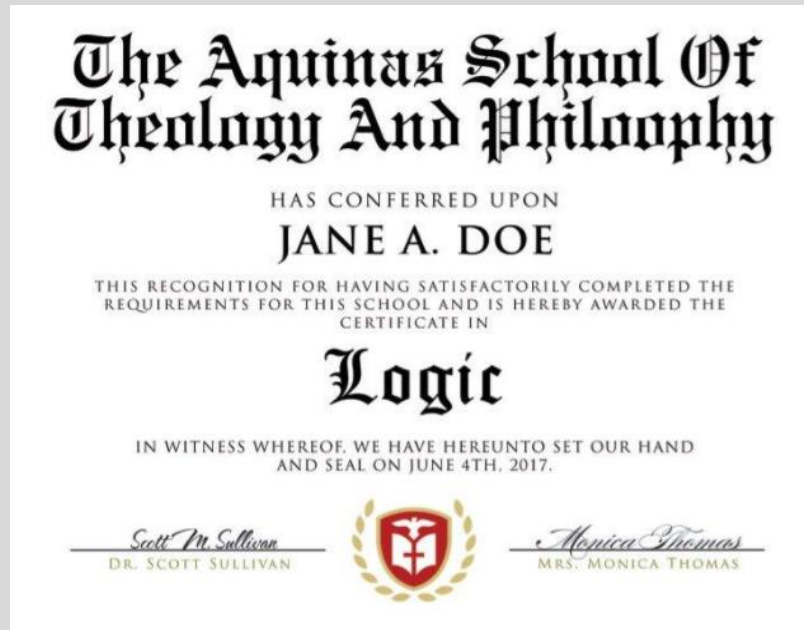 The Aquinas School Of
Theology And Philoophy
HAS CONFERRED UPON
JANE A. DOE
THIS RECOGNITION FOR HAVING SATISFACTORILY COMPLETED THE
REQUIREMENTS FOR THIS SCHOOL AND IS HEREBY AWARDED THE
CERTIFICATE IN
Logic
IN WITNESS WHEREOF, WE HAVE HEREUNTO SET OUR HAND
AND SEAL ON JUNE 4TH, 2017.
Scott M. Sullivan Monica Thomas
DR. SCOTT SULLIVAN MRS. MONICA THOMAS